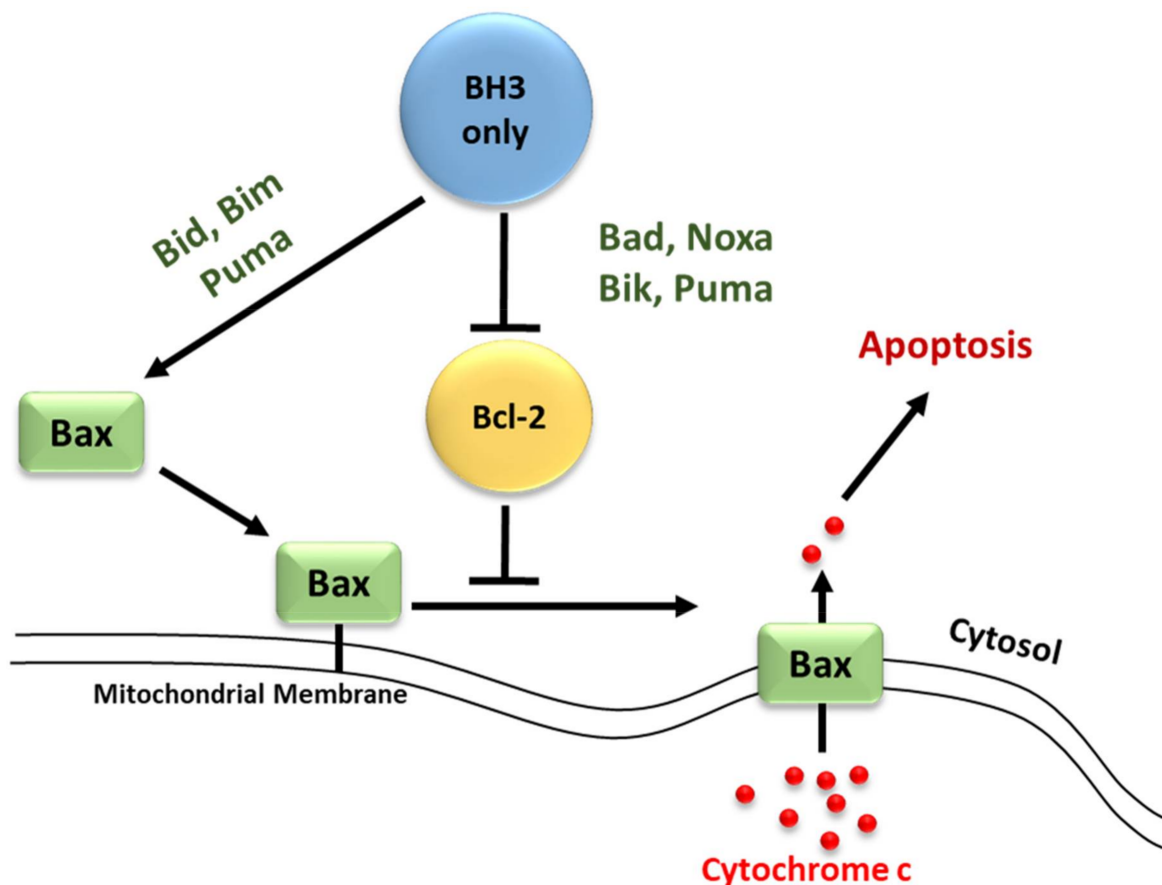 BH3
only
Bid, Bim
Puma
Bad, Noxa
Bik, Puma
Apoptosis
Bax
Bcl-2
Bax
Cytosol
Bax
Mitochondrial Membrane
Cytochrome c